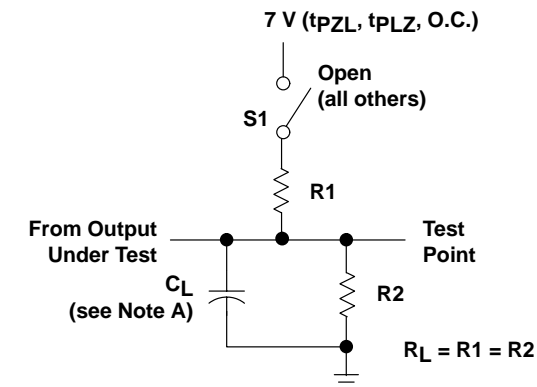 7 V (tPZL, tPLZ, O.C.)
Open
(all others)
S1
R1
From Output
Under Test
Test
Point
CL
(see Note A)
R2
RL = R1 = R2